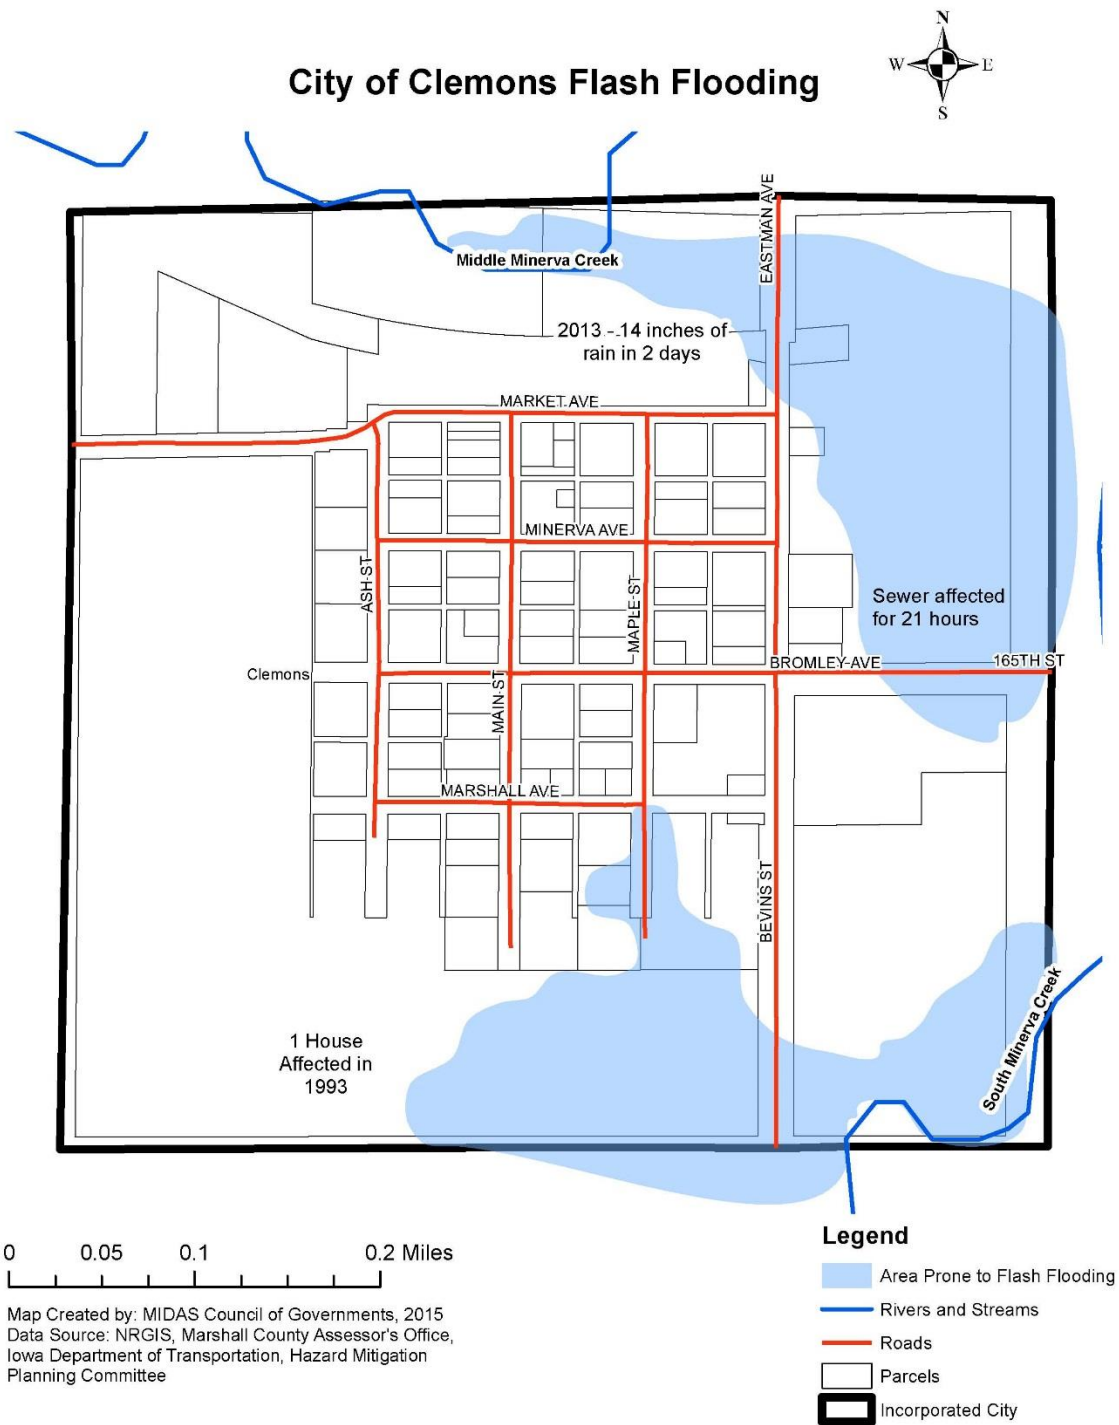 N
W E
S
City of Clemons Flash Flooding
EASTMAN AVE
Middle Minerva Creek
2013 - 14 inches of
rain in 2 days
MARKET AVE
MINERVA AVE
ASH ST
MAPLE ST
Sewer affected
for 21 hours
BROMLEY AVE
165TH ST
Clemons
MAIN ST
MARSHALL AVE
BEVINS ST
South Minerva Creek
1 House
Affected in
1993
0 0.05 0.1 0.2 Miles
Map Created by: MIDAS Council of Governments, 2015
Data Source: NRGIS, Marshall County Assessor's Office,
Iowa Department of Transportation, Hazard Mitigation
Planning Committee
Legend
Area Prone to Flash Flooding
Rivers and Streams
Roads
Parcels
Incorporated City